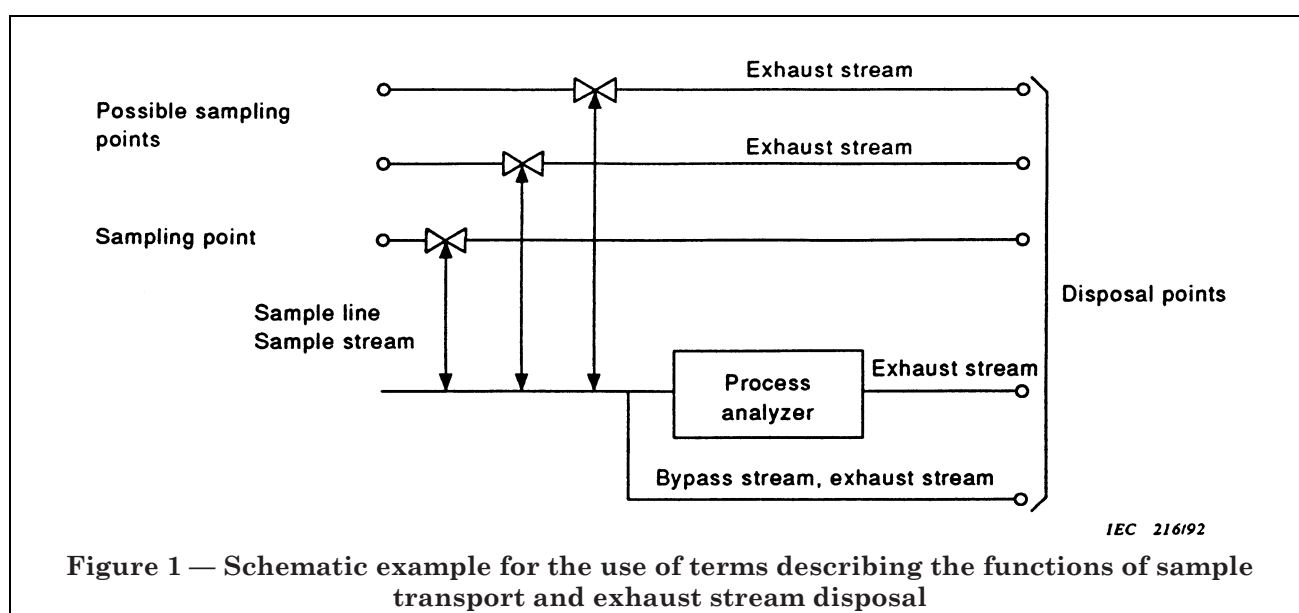 Exhaust stream
Possible sampling
points
Exhaust stream
Sampling point
Disposal points
Sample line
Sample stream
Exhaust stream
Process
analyzer
Bypass stream, exhaust stream
IEC 216/92
Figure 1 — Schematic example for the use of terms describing the functions of sample
transport and exhaust stream disposal